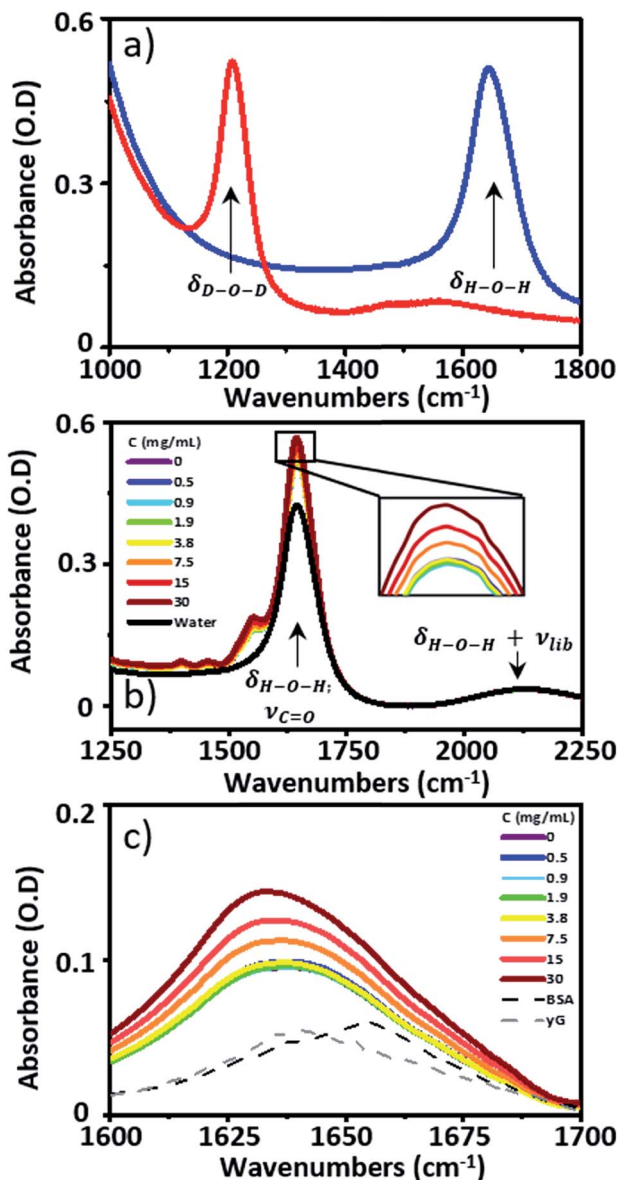 a)
Absorbance (O.D)
0.6
0.3
0
δD−O−D
δH−O−H
1000
1200
1400
1600
1800
Wavenumbers (cm-1)
b)
Absorbance (O.D)
0.6
0.3
0
C (mg/mL)
0
0.5
0.9
1.9
3.8
7.5
15
30
Water
δH−O−H;
νC=O
δH−O−H + νlib
1250
1500
1750
2000
2250
Wavenumbers (cm-1)
c)
Absorbance (O.D)
0.2
0.1
0
C (mg/mL)
0
0.5
0.9
1.9
3.8
7.5
15
30
BSA
yG
1600
1625
1650
1675
1700
Wavenumbers (cm-1)